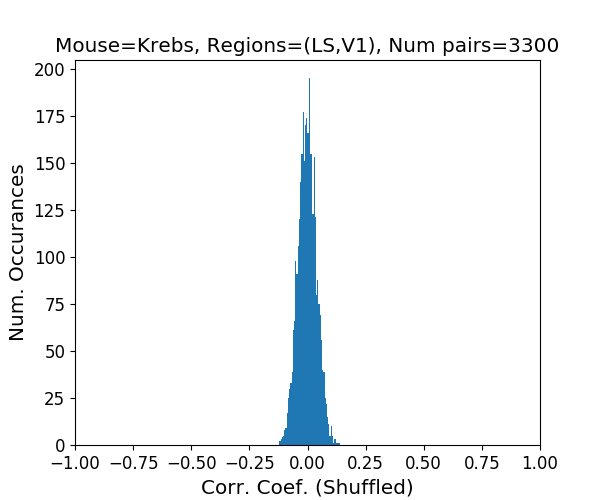 Mouse=Krebs, Regions=(LS,V1), Num pairs=3300
200
175
150
125
100
75
50
25
0
Num. Occurances
−1.00 −0.75 −0.50 −0.25 0.00 0.25 0.50 0.75 1.00
Corr. Coef. (Shuffled)